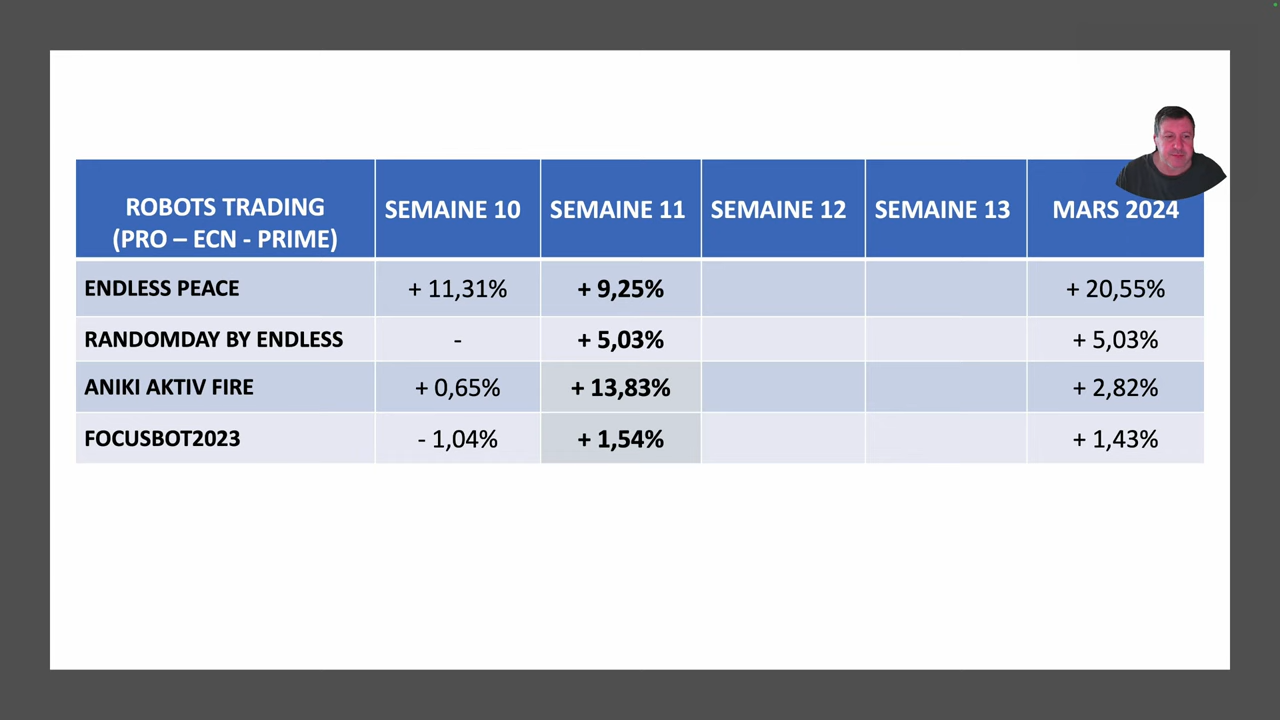 ROBOTS TRADING
(PRO – ECN - PRIME)
SEMAINE 10
SEMAINE 11
SEMAINE 12
SEMAINE 13
MARS 2024
ENDLESS PEACE
+ 11,31%
+ 9,25%
+ 20,55%
RANDOMDAY BY ENDLESS
-
+ 5,03%
+ 5,03%
ANIKI AKTIV FIRE
+ 0,65%
+ 13,83%
+ 2,82%
FOCUSBOT2023
- 1,04%
+ 1,54%
+ 1,43%